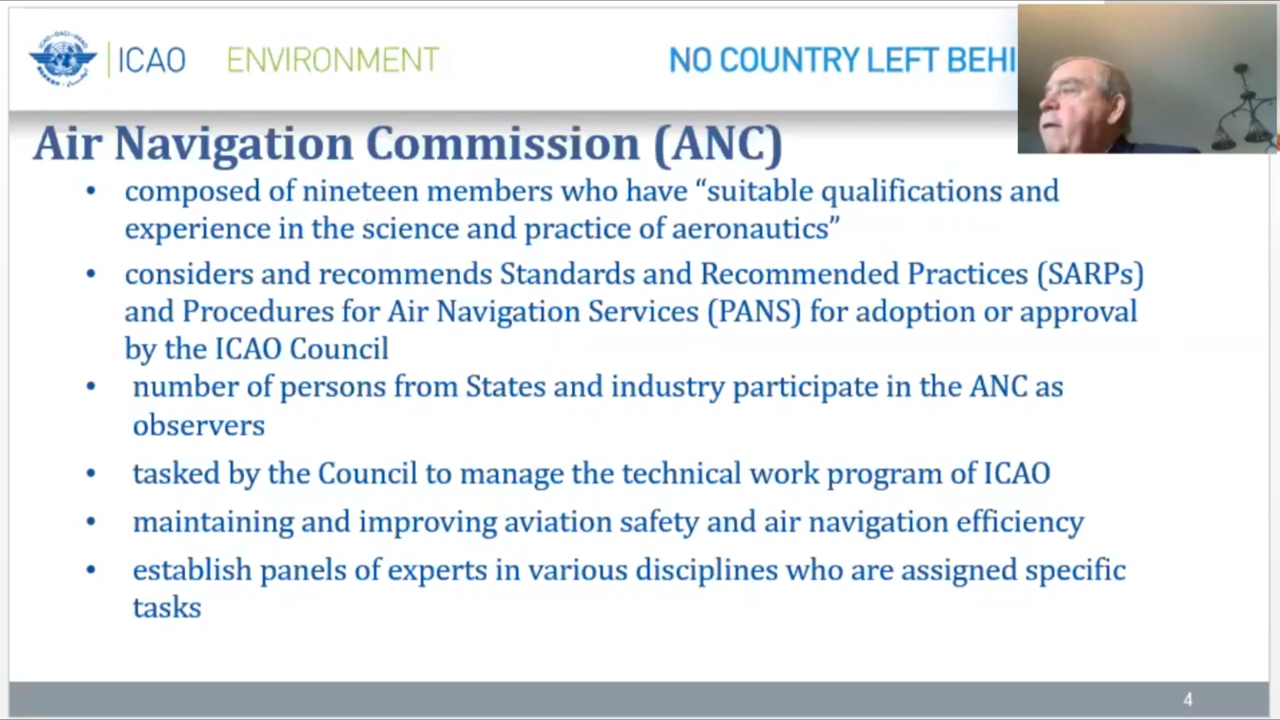 ICAO ENVIRONMENT NO COUNTRY LEFT BEHI
Air Navigation Commission (ANC)
• composed of nineteen members who have “suitable qualifications and
experience in the science and practice of aeronautics”
• considers and recommends Standards and Recommended Practices (SARPs)
and Procedures for Air Navigation Services (PANS) for adoption or approval
by the ICAO Council
• number of persons from States and industry participate in the ANC as
observers
• tasked by the Council to manage the technical work program of ICAO
• maintaining and improving aviation safety and air navigation efficiency
• establish panels of experts in various disciplines who are assigned specific
tasks
4